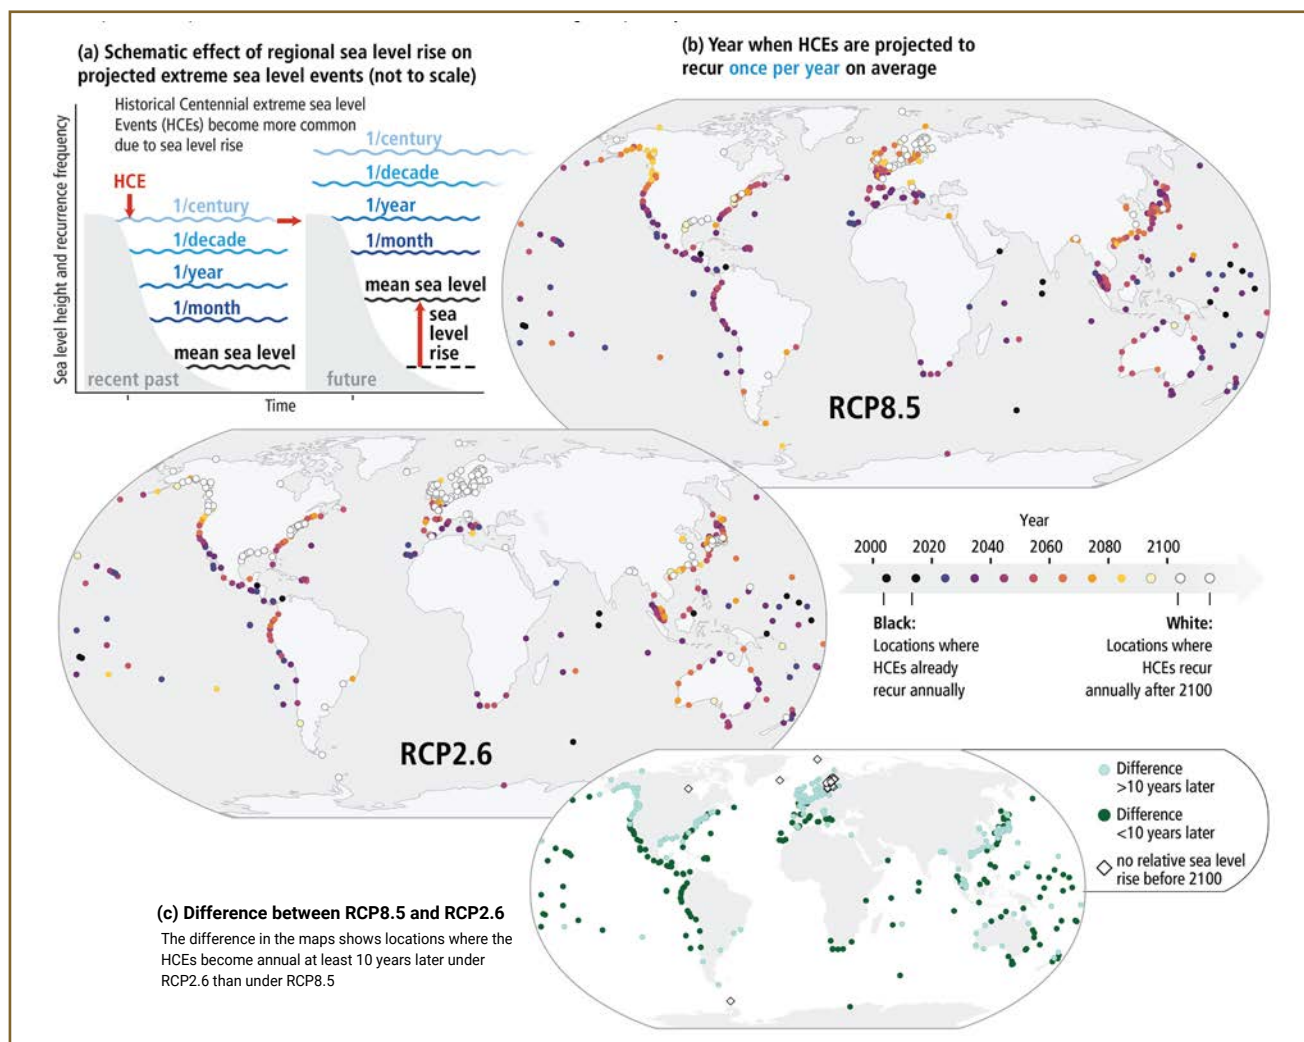 (a) Schematic effect of regional sea level rise on
projected extreme sea level events (not to scale)
Sea level height and recurrence frequency
Historical Centennial extreme sea level
Events (HCEs) become more common
due to sea level rise
HCE
1/century
1/decade
1/year
1/month
mean sea level
recent past
1/century
1/decade
1/year
1/month
mean sea level
sea
level
rise
future
Time
(b) Year when HCEs are projected to
recur once per year on average
RCP8.5
RCP2.6
Year
2000 2020 2040 2060 2080 2100
Black:
Locations where
HCEs already
recur annually
White:
Locations where
HCEs recur
annually after 2100
(c) Difference between RCP8.5 and RCP2.6
The difference in the maps shows locations where the
HCEs become annual at least 10 years later under
RCP2.6 than under RCP8.5
Difference
>10 years later
Difference
<10 years later
no relative sea level
rise before 2100